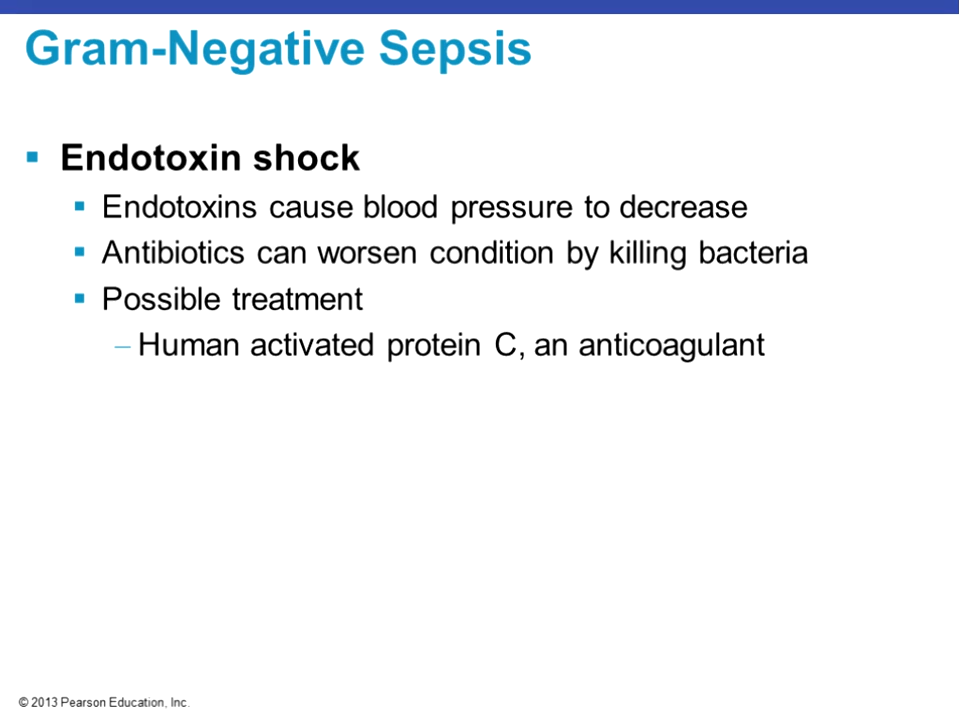 Gram-Negative Sepsis
▪ Endotoxin shock
▪ Endotoxins cause blood pressure to decrease
▪ Antibiotics can worsen condition by killing bacteria
▪ Possible treatment
– Human activated protein C, an anticoagulant
© 2013 Pearson Education, Inc.